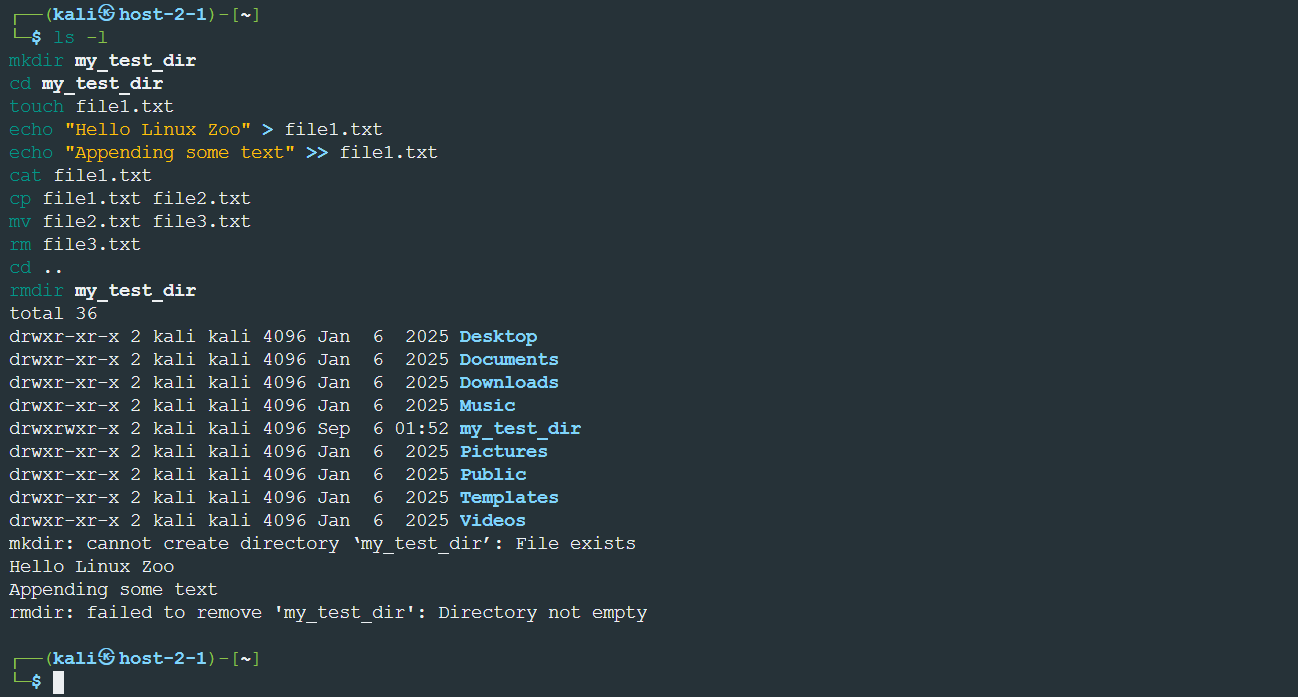 ┌──(kali㉿host-2-1)-[~]
└─$ ls -l
mkdir my_test_dir
cd my_test_dir
touch file1.txt
echo "Hello Linux Zoo" > file1.txt
echo "Appending some text" >> file1.txt
cat file1.txt
cp file1.txt file2.txt
mv file2.txt file3.txt
rm file3.txt
cd ..
rmdir my_test_dir
total 36
drwxr-xr-x 2 kali kali 4096 Jan  6  2025 Desktop
drwxr-xr-x 2 kali kali 4096 Jan  6  2025 Documents
drwxr-xr-x 2 kali kali 4096 Jan  6  2025 Downloads
drwxr-xr-x 2 kali kali 4096 Jan  6  2025 Music
drwxrwxr-x 2 kali kali 4096 Sep  6 01:52 my_test_dir
drwxr-xr-x 2 kali kali 4096 Jan  6  2025 Pictures
drwxr-xr-x 2 kali kali 4096 Jan  6  2025 Public
drwxr-xr-x 2 kali kali 4096 Jan  6  2025 Templates
drwxr-xr-x 2 kali kali 4096 Jan  6  2025 Videos
mkdir: cannot create directory ‘my_test_dir’: File exists
Hello Linux Zoo
Appending some text
rmdir: failed to remove 'my_test_dir': Directory not empty
┌──(kali㉿host-2-1)-[~]
└─$